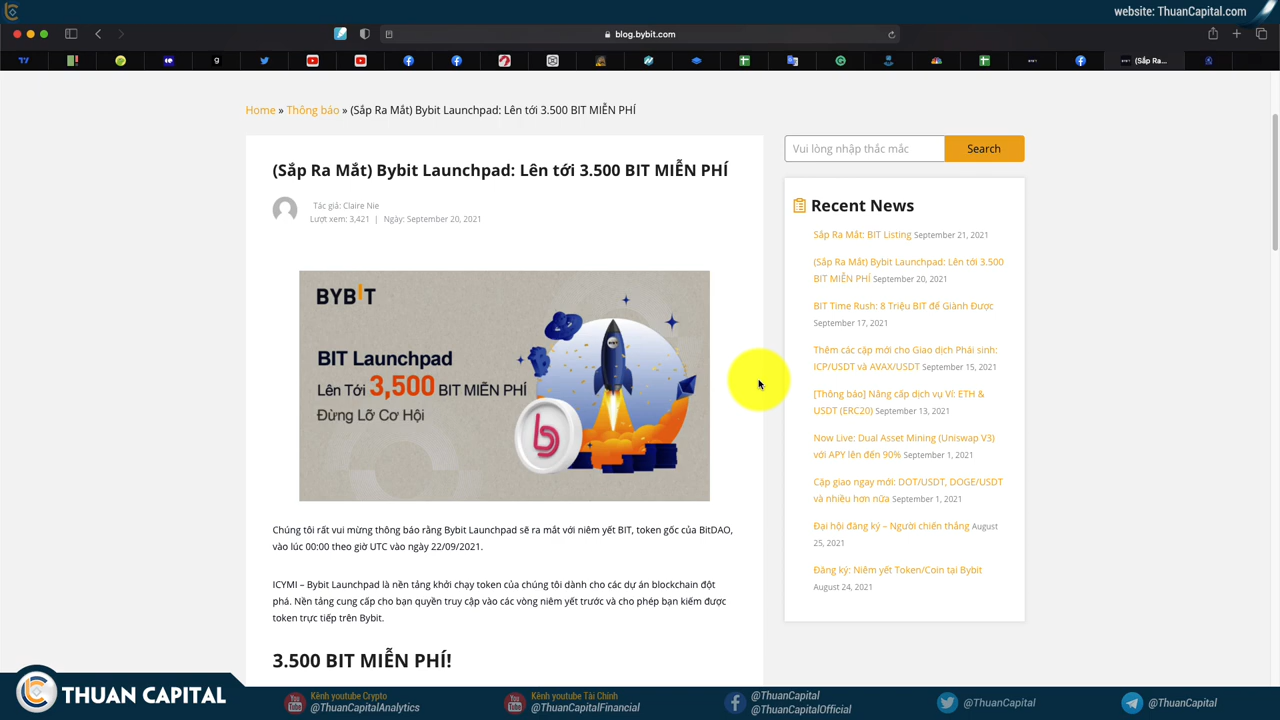 website: ThuanCapital.com
blog.bybit.com
(Sắp Ra...
Home » Thông báo » (Sắp Ra Mắt) Bybit Launchpad: Lên tới 3.500 BIT MIỄN PHÍ
(Sắp Ra Mắt) Bybit Launchpad: Lên tới 3.500 BIT MIỄN PHÍ
Tác giả: Claire Nie
Lượt xem: 3,421 | Ngày: September 20, 2021
BYBIT
BIT Launchpad
Lên Tới 3,500 BIT MIỄN PHÍ
Đừng Lỡ Cơ Hội
Chúng tôi rất vui mừng thông báo rằng Bybit Launchpad sẽ ra mắt với niêm yết BIT, token gốc của BitDAO,
vào lúc 00:00 theo giờ UTC vào ngày 22/09/2021.
ICYMI – Bybit Launchpad là nền tảng khởi chạy token của chúng tôi dành cho các dự án blockchain đột
phá. Nền tảng cung cấp cho bạn quyền truy cập vào các vòng niêm yết trước và cho phép bạn kiếm được
token trực tiếp trên Bybit.
3.500 BIT MIỄN PHÍ!
Vui lòng nhập thắc mắc
Search
Recent News
Sắp Ra Mắt: BIT Listing September 21, 2021
(Sắp Ra Mắt) Bybit Launchpad: Lên tới 3.500
BIT MIỄN PHÍ September 20, 2021
BIT Time Rush: 8 Triệu BIT để Giành Được
September 17, 2021
Thêm các cặp mới cho Giao dịch Phái sinh:
ICP/USDT và AVAX/USDT September 15, 2021
[Thông báo] Nâng cấp dịch vụ Ví: ETH &
USDT (ERC20) September 13, 2021
Now Live: Dual Asset Mining (Uniswap V3)
với APY lên đến 90% September 1, 2021
Cặp giao ngay mới: DOT/USDT, DOGE/USDT
và nhiều hơn nữa September 1, 2021
Đại hội đăng ký – Người chiến thắng August
25, 2021
Đăng ký: Niêm yết Token/Coin tại Bybit
August 24, 2021
THUAN CAPITAL
Kênh youtube Crypto
@ThuanCapitalAnalytics
Kênh youtube Tài Chính
@ThuanCapitalFinancial
@ThuanCapital
@ThuanCapitalOfficial
@ThuanCapital
@ThuanCapital